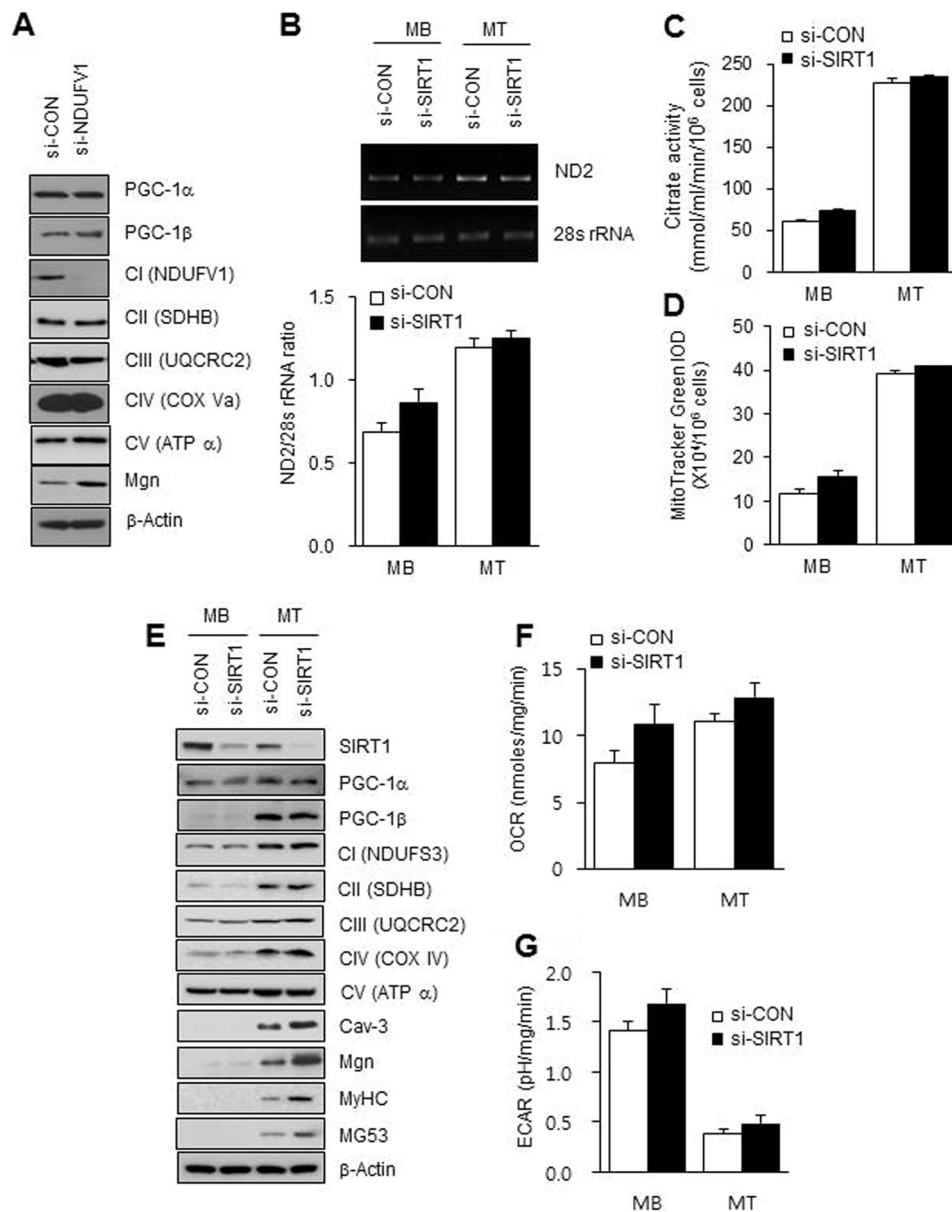 A
si-CON
si-NDUFV1
PGC-1α
PGC-1β
CI (NDUFV1)
CII (SDHB)
CIII (UQCRC2)
CIV (COX Va)
CV (ATP α)
Mgn
β-Actin
B
MB MT
si-CON
si-SIRT1
si-CON
si-SIRT1
ND2
28s rRNA
si-CON
si-SIRT1
ND2/28s rRNA ratio
1.5
1.0
0.5
0.0
MB MT
C
si-CON
si-SIRT1
Citrate activity
(mmol/ml/min/10⁶ cells)
250
200
150
100
50
0
MB MT
D
si-CON
si-SIRT1
MitoTracker Green IOD
(X10⁴/10⁶ cells)
50
40
30
20
10
0
MB MT
E
MB MT
si-CON
si-SIRT1
si-CON
si-SIRT1
SIRT1
PGC-1α
PGC-1β
CI (NDUFS3)
CII (SDHB)
CIII (UQCRC2)
CIV (COX IV)
CV (ATP α)
Cav-3
Mgn
MyHC
MG53
β-Actin
F
si-CON
si-SIRT1
OCR (nmoles/mg/min)
15
10
5
0
MB MT
G
si-CON
si-SIRT1
ECAR (pH/mg/min)
2.0
1.5
1.0
0.5
0.0
MB MT